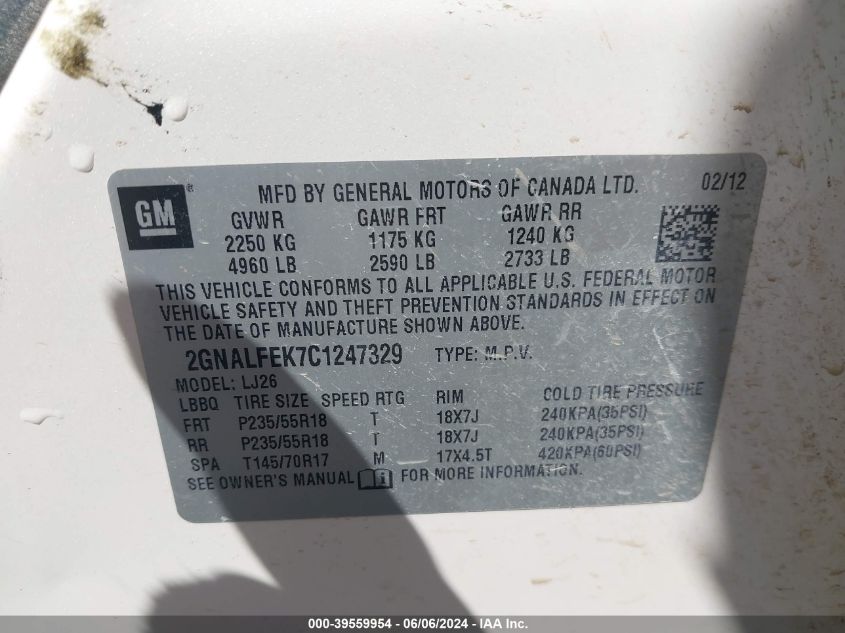 GM ® MFD BY GENERAL MOTORS OF CANADA LTD. 02/12
GVWR GAWR FRT GAWR RR
2250 KG 1175 KG 1240 KG
4960 LB 2590 LB 2733 LB
THIS VEHICLE CONFORMS TO ALL APPLICABLE U.S. FEDERAL MOTOR
VEHICLE SAFETY AND THEFT PREVENTION STANDARDS IN EFFECT ON
THE DATE OF MANUFACTURE SHOWN ABOVE.
2GNALFEK7C1247329 TYPE: M.P.V.
MODEL: LJ26
LBBQ TIRE SIZE SPEED RTG RIM COLD TIRE PRESSURE
FRT P235/55R18 T 18X7J 240KPA(35PSI)
RR P235/55R18 T 18X7J 240KPA(35PSI)
SPA T145/70R17 M 17X4.5T 420KPA(60PSI)
SEE OWNER'S MANUAL i FOR MORE INFORMATION.
000-39559954 | 06/06/2024 - IAA Inc.